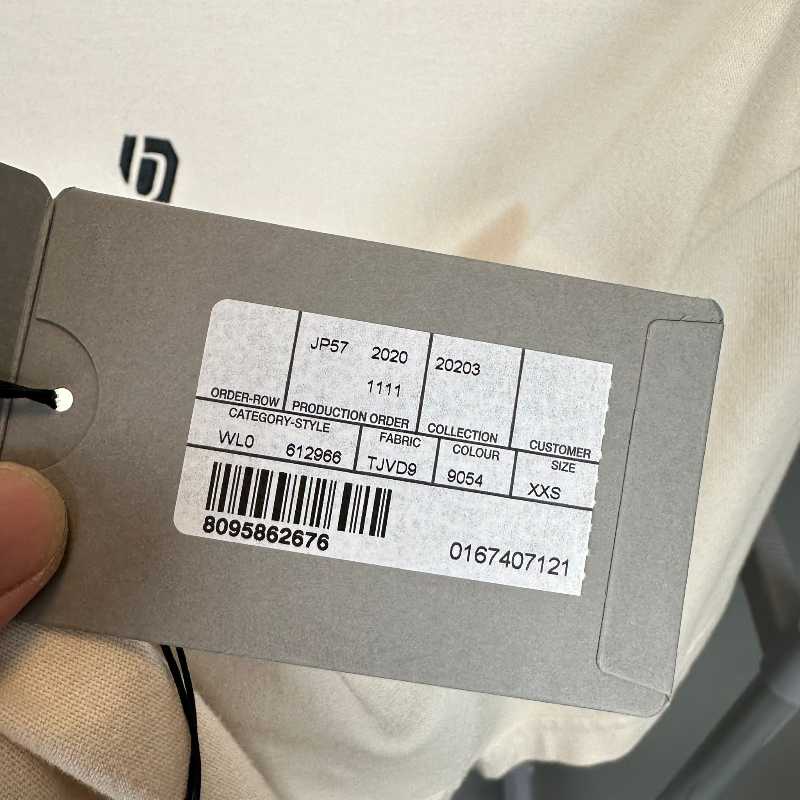 b
JP57 2020 20203
1111
ORDER-ROW PRODUCTION ORDER COLLECTION CUSTOMER
CATEGORY-STYLE FABRIC COLOUR SIZE
WL0 612966 TJVD9 9054 XXS
8095862676
0167407121